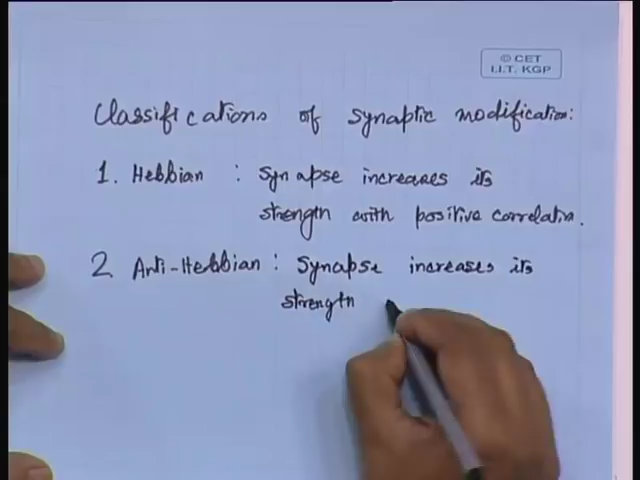 © CET
I.I.T. KGP
Classifications of synaptic modification:
1. Hebbian : Synapse increases its
strength with positive correlation.
2 Anti-Hebbian : Synapse increases its
strength